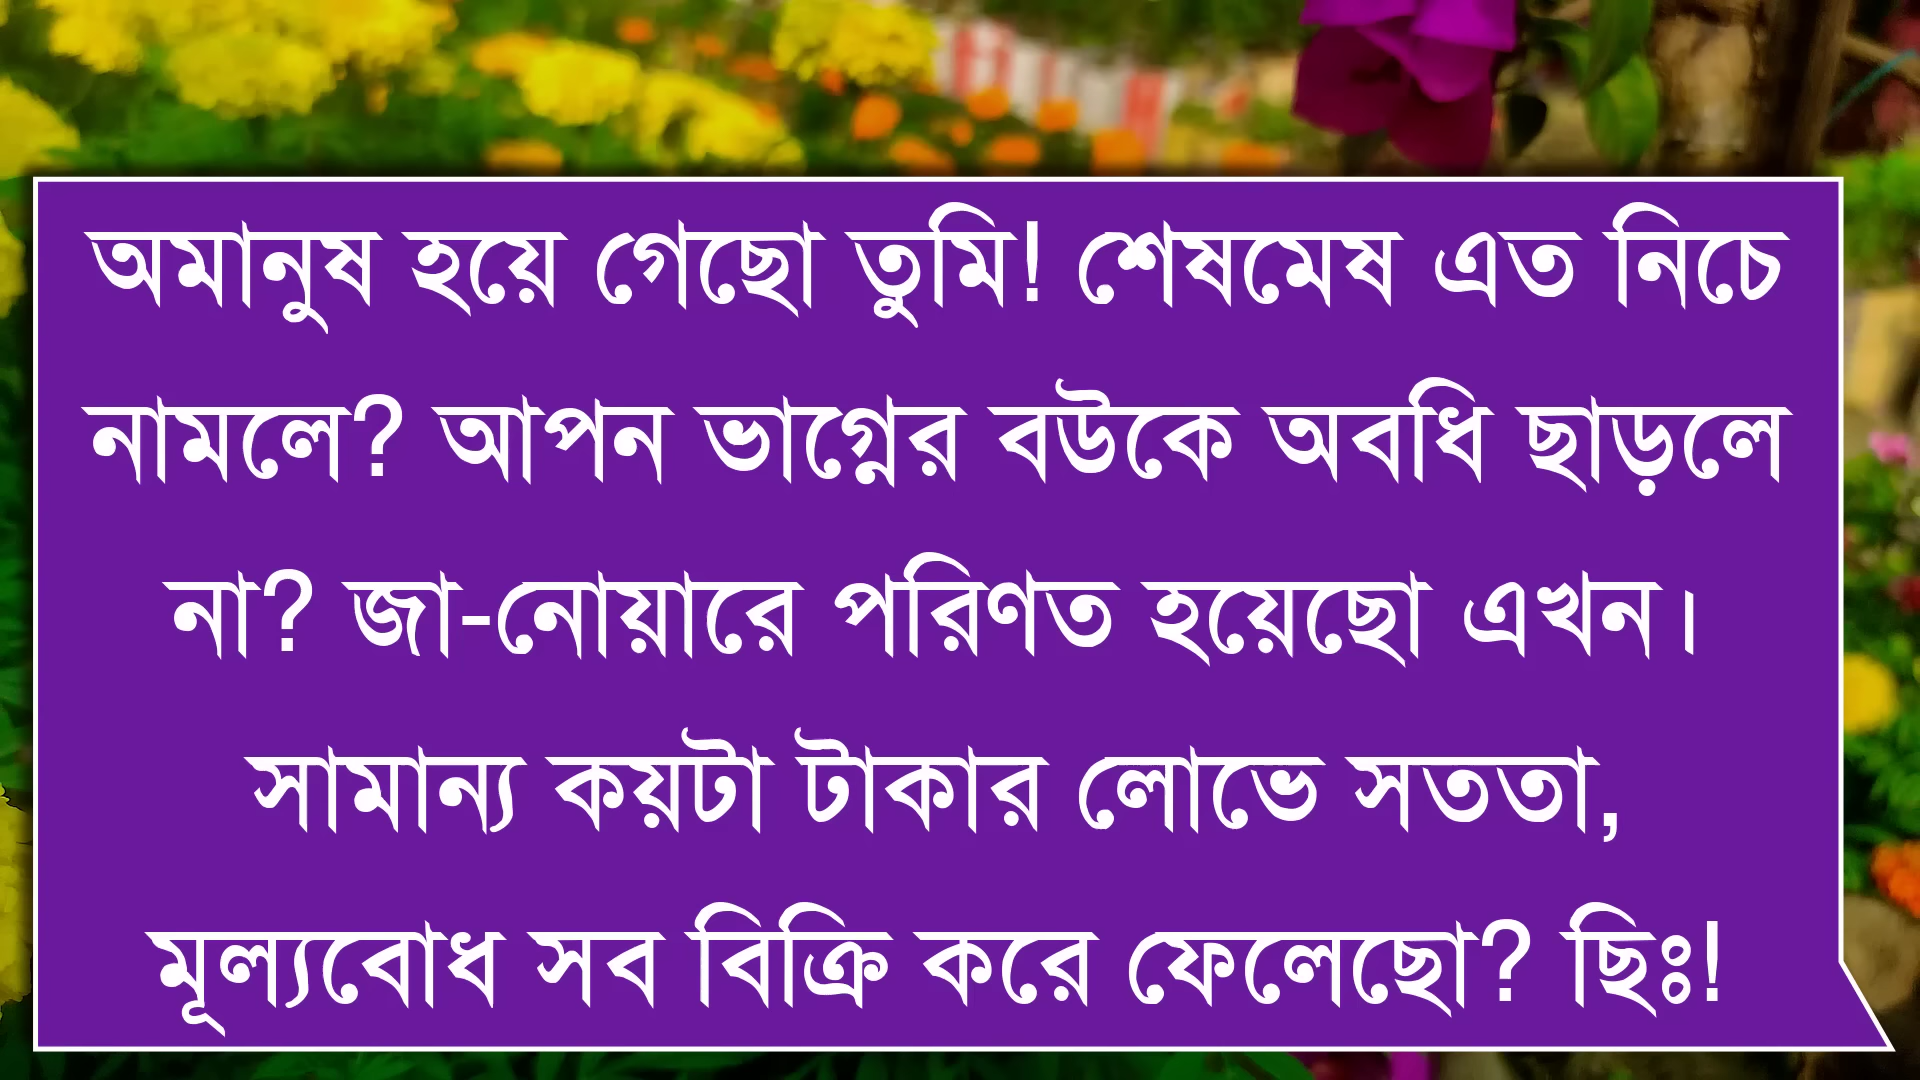 অমানুষ হয়ে গেছো তুমি! শেষমেষ এত নিচে
নামলে? আপন ভাগ্নের বউকে অবধি ছাড়লে
না? জা-নোয়ারে পরিণত হয়েছো এখন।
সামান্য কয়টা টাকার লোভে সততা,
মূল্যবোধ সব বিক্রি করে ফেলেছো? ছিঃ!